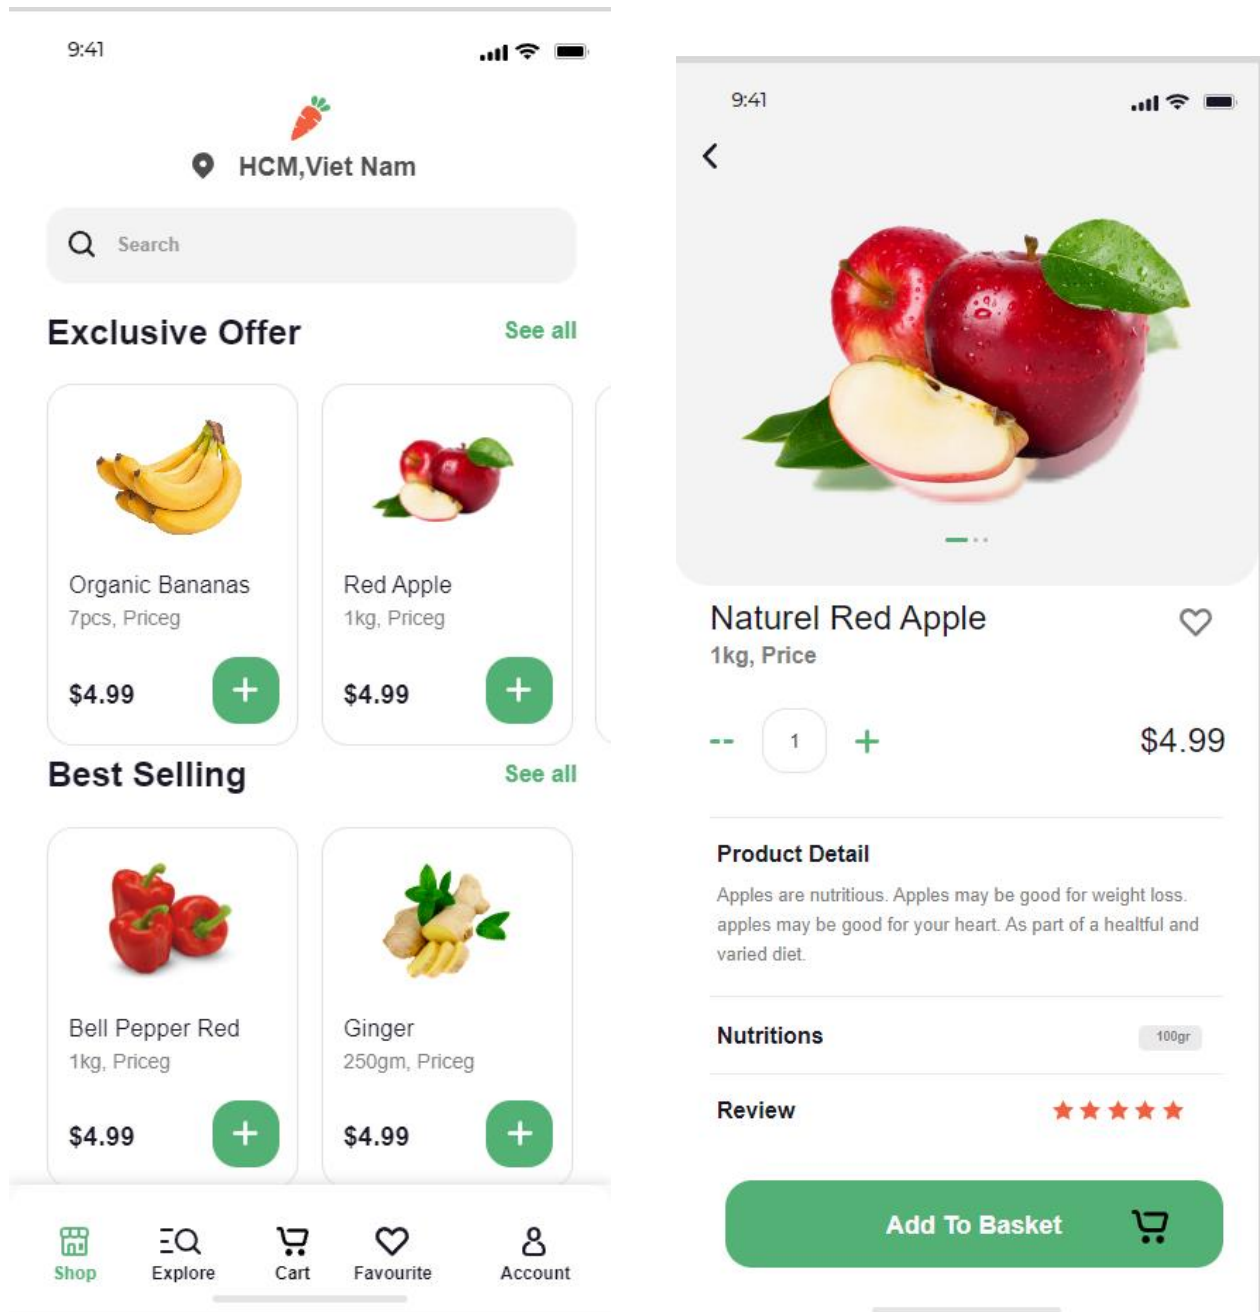 9:41
HCM,Viet Nam
Search
Exclusive Offer
See all
Organic Bananas
7pcs, Priceg
$4.99
Red Apple
1kg, Priceg
$4.99
Best Selling
See all
Bell Pepper Red
1kg, Priceg
$4.99
Ginger
250gm, Priceg
$4.99
Shop
Explore
Cart
Favourite
Account
9:41
Naturel Red Apple
1kg, Price
1
$4.99
Product Detail
Apples are nutritious. Apples may be good for weight loss.
apples may be good for your heart. As part of a healtful and
varied diet.
Nutritions
100gr
Review
Add To Basket